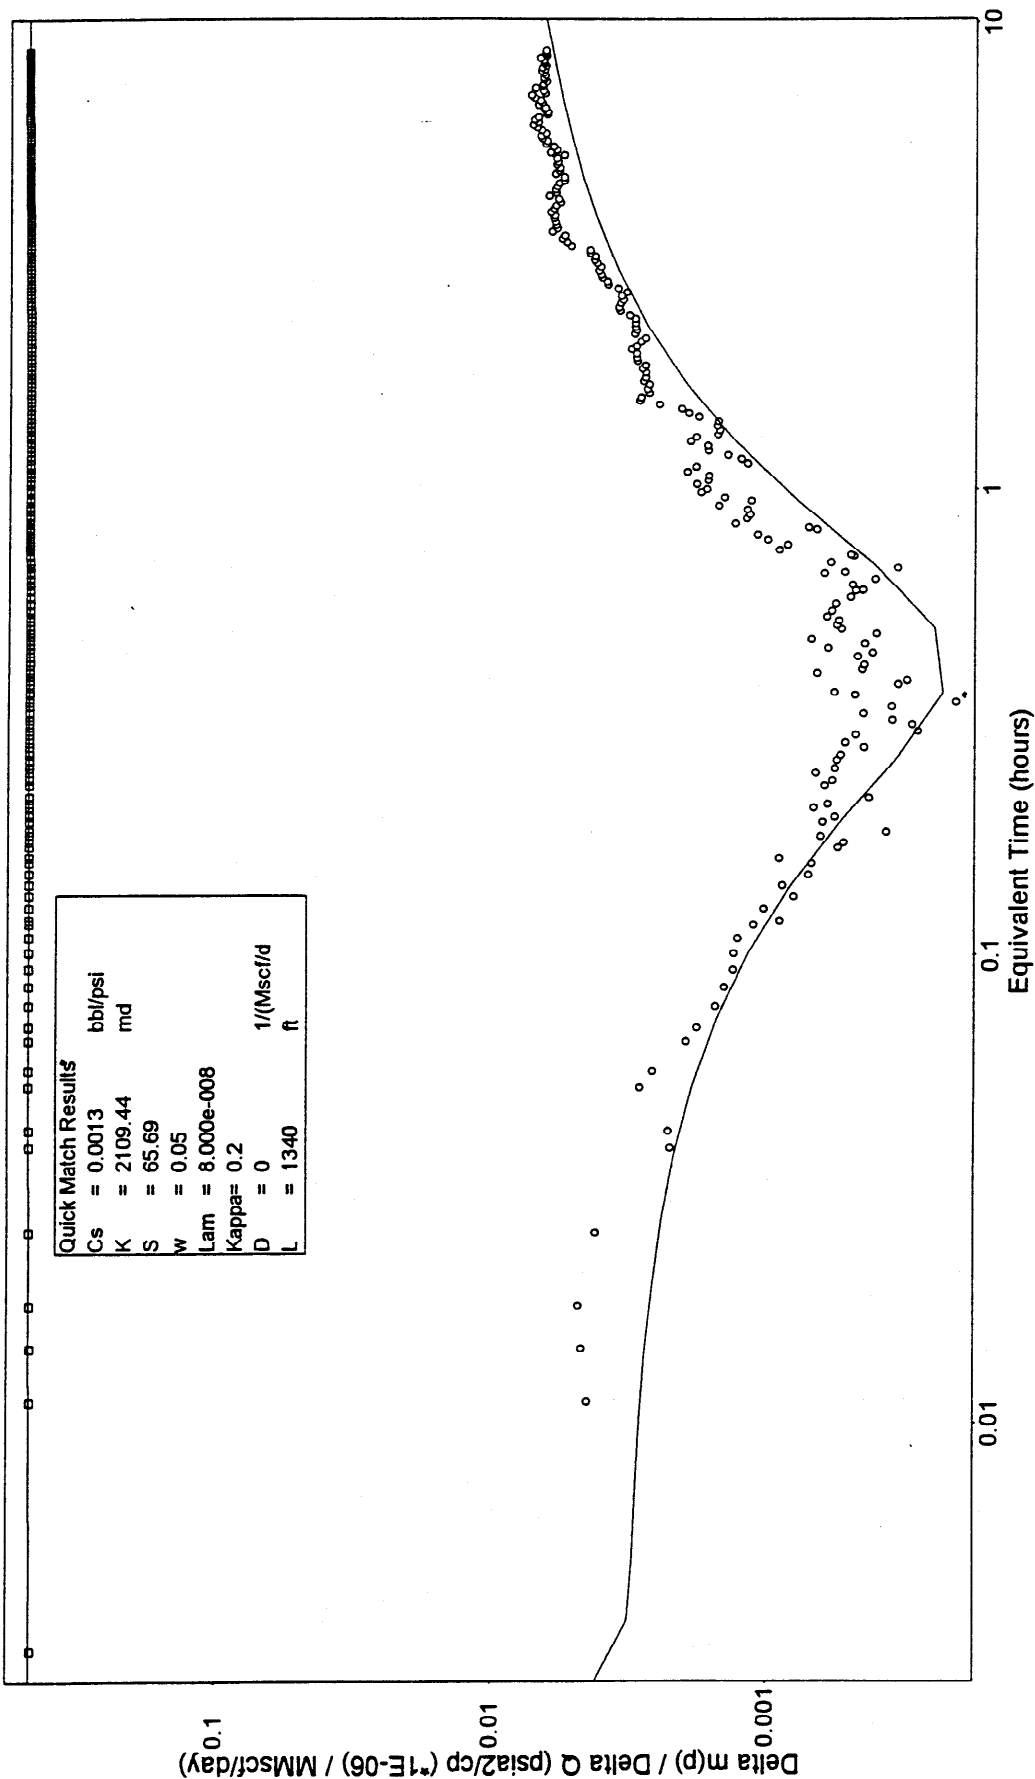 Delta m(p) / Delta Q (psia2/cp (*1E-06) / MMscf/day)
0.1
0.01
0.001
Quick Match Results
Cs = 0.0013 bbl/psi
K = 2109.44 md
S = 65.69
w = 0.05
Lam = 8.000e-008
Kappa= 0.2
D = 0 1/(Mscf/d
L = 1340 ft
0.01
0.1
1
10
Equivalent Time (hours)